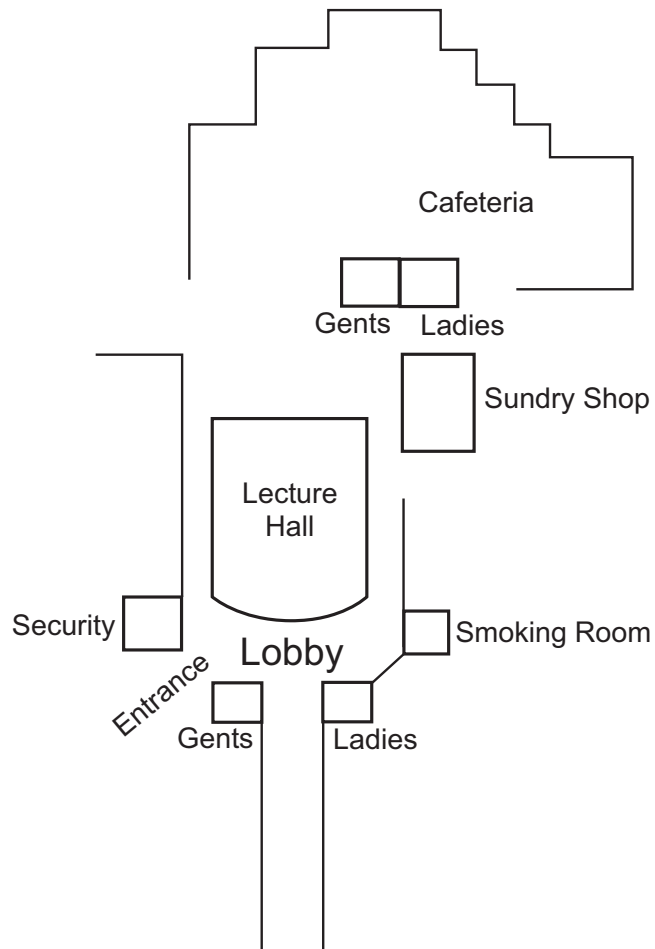 Cafeteria
Gents
Ladies
Sundry Shop
Lecture
Hall
Security
Smoking Room
Lobby
Entrance
Gents
Ladies